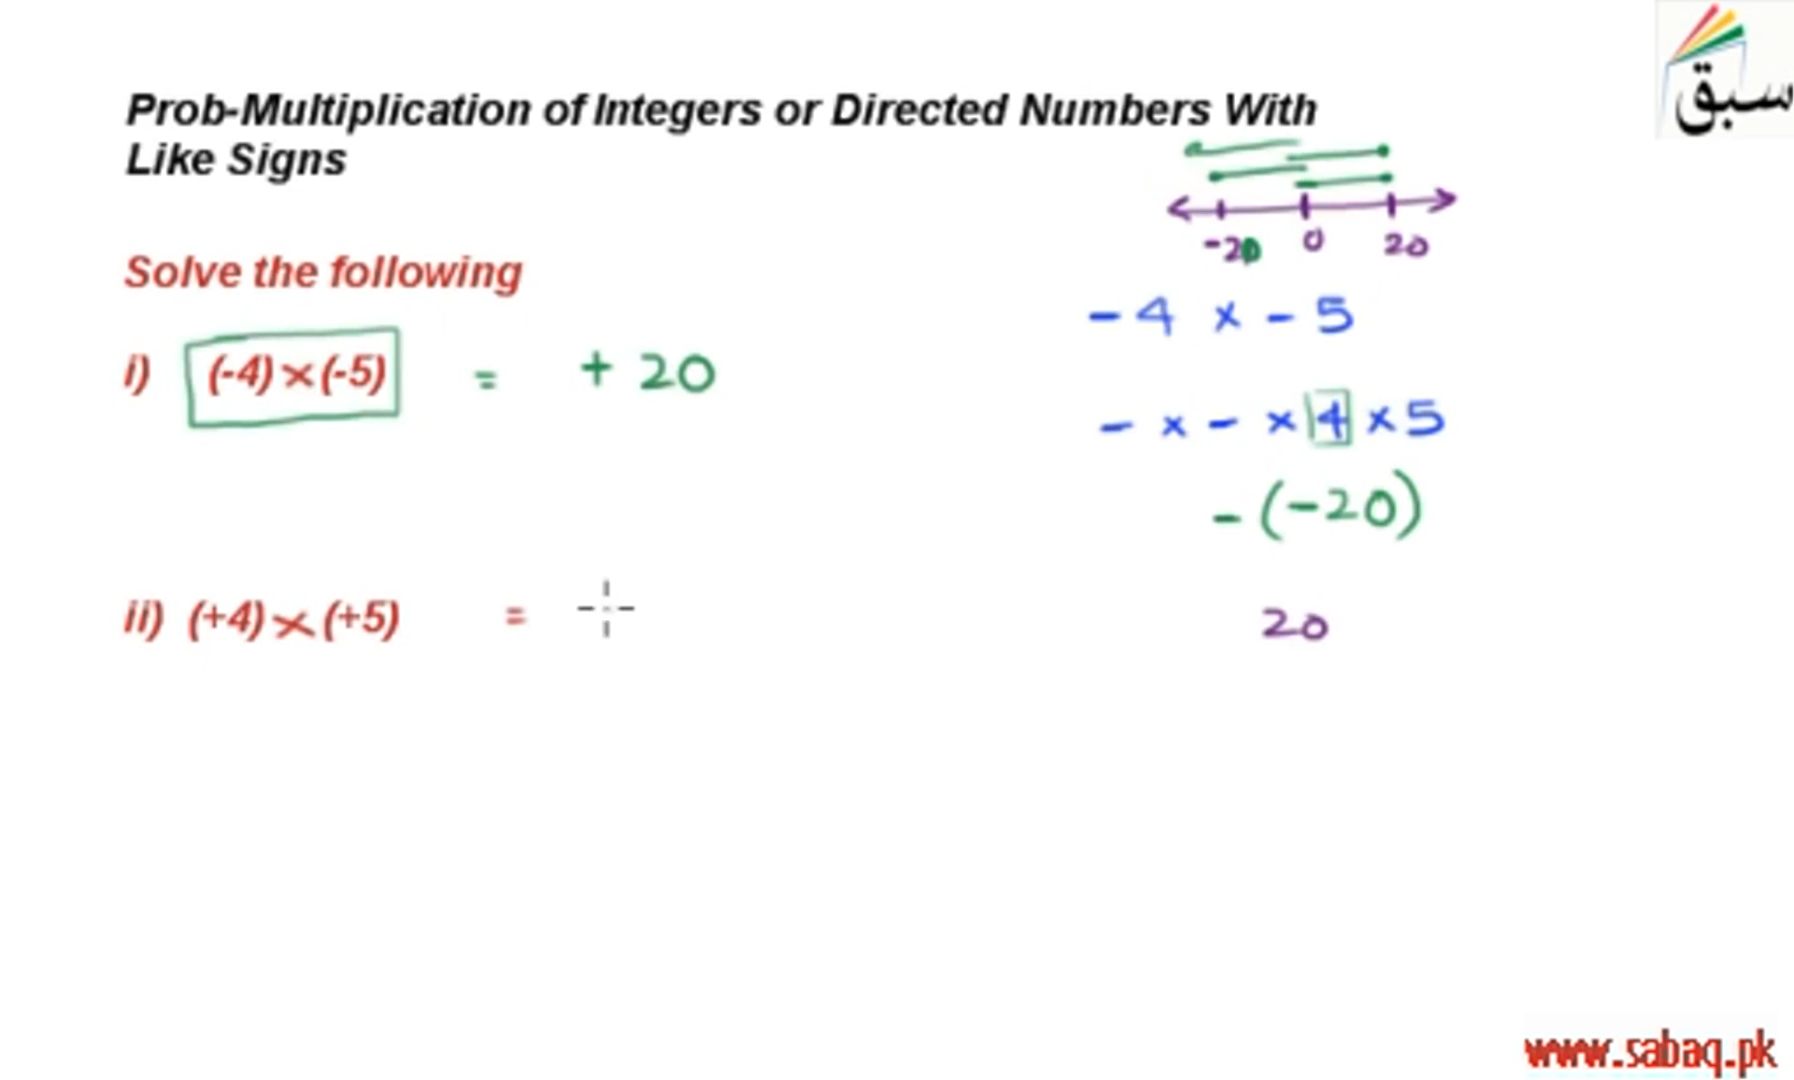 سبق
Prob-Multiplication of Integers or Directed Numbers With
Like Signs
-20 0 20
Solve the following
- 4 x - 5
i) (-4)×(-5) = + 20
- x - x 4 x 5
- (-20)
ii) (+4)×(+5) =
20
www.sabaq.pk